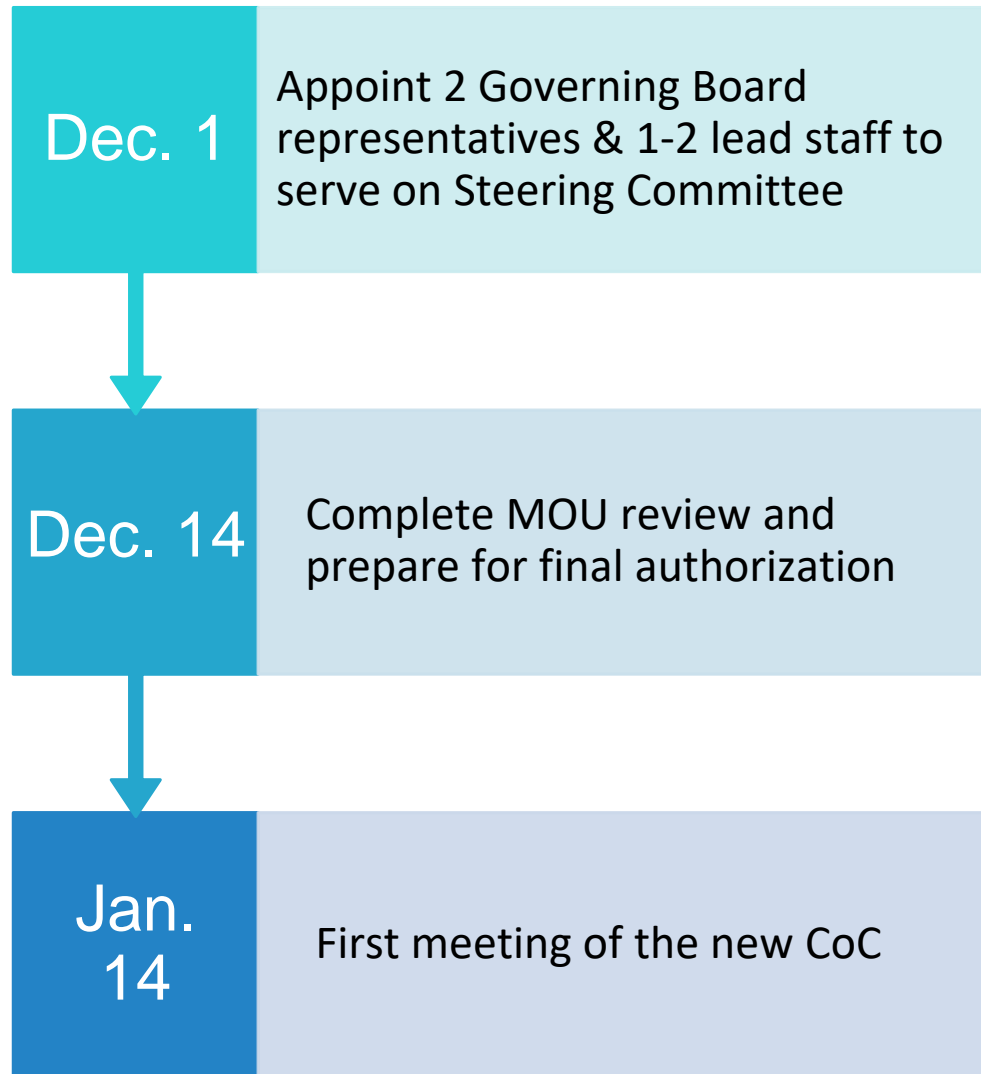 Dec. 1
Appoint 2 Governing Board
representatives & 1-2 lead staff to
serve on Steering Committee
Dec. 14
Complete MOU review and
prepare for final authorization
Jan.
14
First meeting of the new CoC